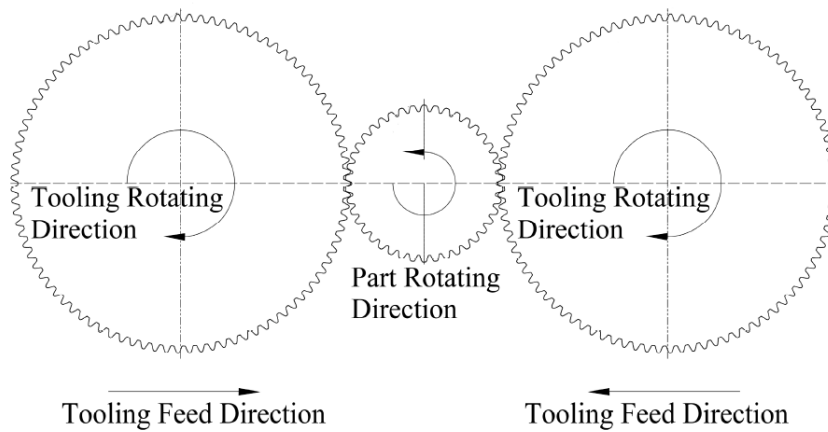 Tooling Rotating
Direction
Part Rotating
Direction
Tooling Rotating
Direction
Tooling Feed Direction
Tooling Feed Direction